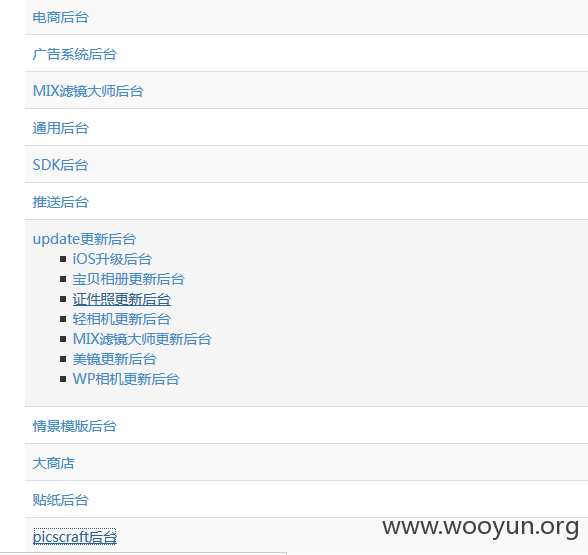 电商后台
广告系统后台
MIX滤镜大师后台
通用后台
SDK后台
推送后台
update更新后台
iOS升级后台
宝贝相册更新后台
证件照更新后台
轻相机更新后台
MIX滤镜大师更新后台
美镜更新后台
WP相机更新后台
情景模版后台
大商店
贴纸后台
picscraft后台
www.wooyun.org